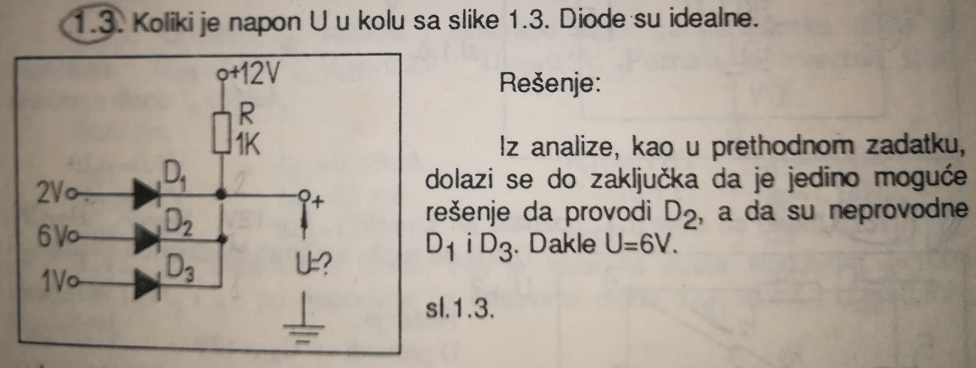 1.3. Koliki je napon U u kolu sa slike 1.3. Diode su idealne.
+12V
R
1K
2V
D1
+
6V
D2
U=?
1V
D3
Rešenje:
Iz analize, kao u prethodnom zadatku,
dolazi se do zaključka da je jedino moguće
rešenje da provodi D2, a da su neprovodne
D1 i D3. Dakle U=6V.
sl.1.3.